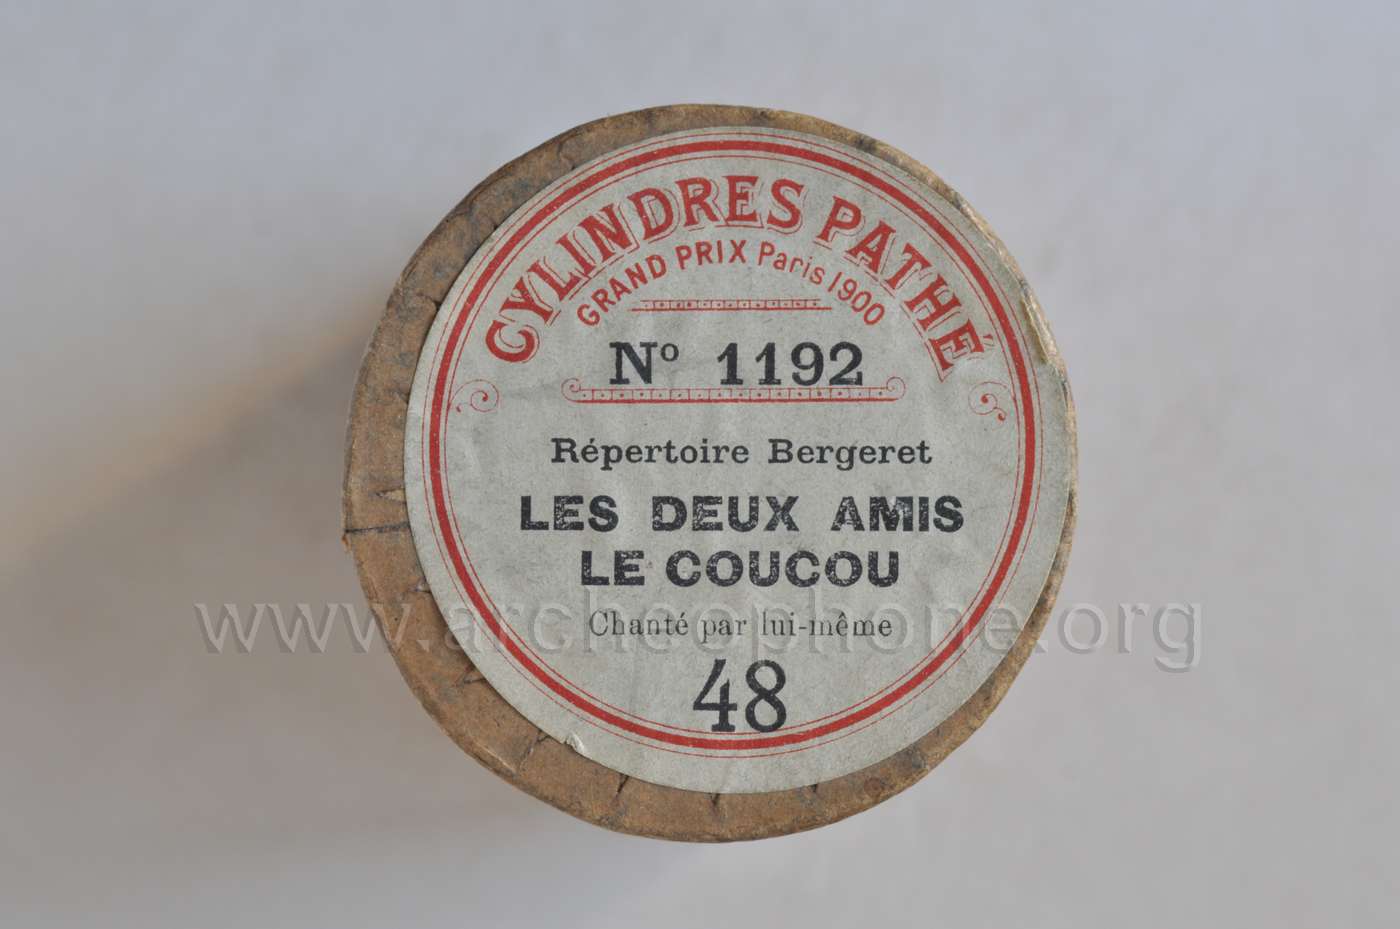 CYLINDRES PATHÉ
GRAND PRIX Paris 1900
Nº 1192
Répertoire Bergeret
LES DEUX AMIS
LE COUCOU
Chanté par lui-même
www.archeophone.org
48